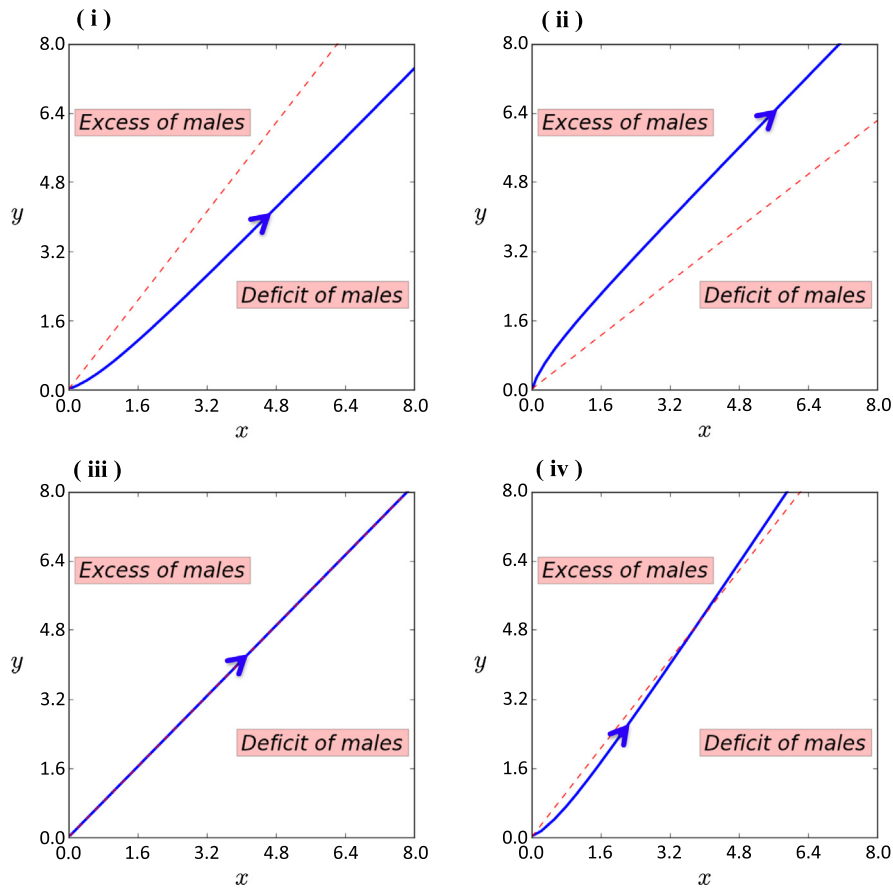 ( i )
8.0
6.4
4.8
3.2
1.6
0.0
y
Excess of males
Deficit of males
0.0 1.6 3.2 4.8 6.4 8.0
x
( ii )
8.0
6.4
4.8
3.2
1.6
0.0
y
Excess of males
Deficit of males
0.0 1.6 3.2 4.8 6.4 8.0
x
( iii )
8.0
6.4
4.8
3.2
1.6
0.0
y
Excess of males
Deficit of males
0.0 1.6 3.2 4.8 6.4 8.0
x
( iv )
8.0
6.4
4.8
3.2
1.6
0.0
y
Excess of males
Deficit of males
0.0 1.6 3.2 4.8 6.4 8.0
x